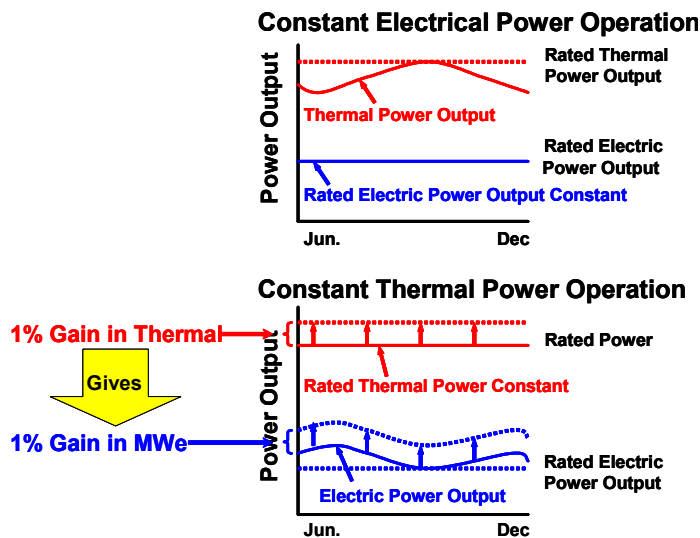 Constant Electrical Power Operation
Power Output
Rated Thermal
Power Output
Thermal Power Output
Rated Electric
Power Output
Rated Electric Power Output Constant
Jun.
Dec
Constant Thermal Power Operation
1% Gain in Thermal
Gives
1% Gain in MWe
Power Output
Rated Power
Rated Thermal Power Constant
Rated Electric
Power Output
Electric Power Output
Jun.
Dec